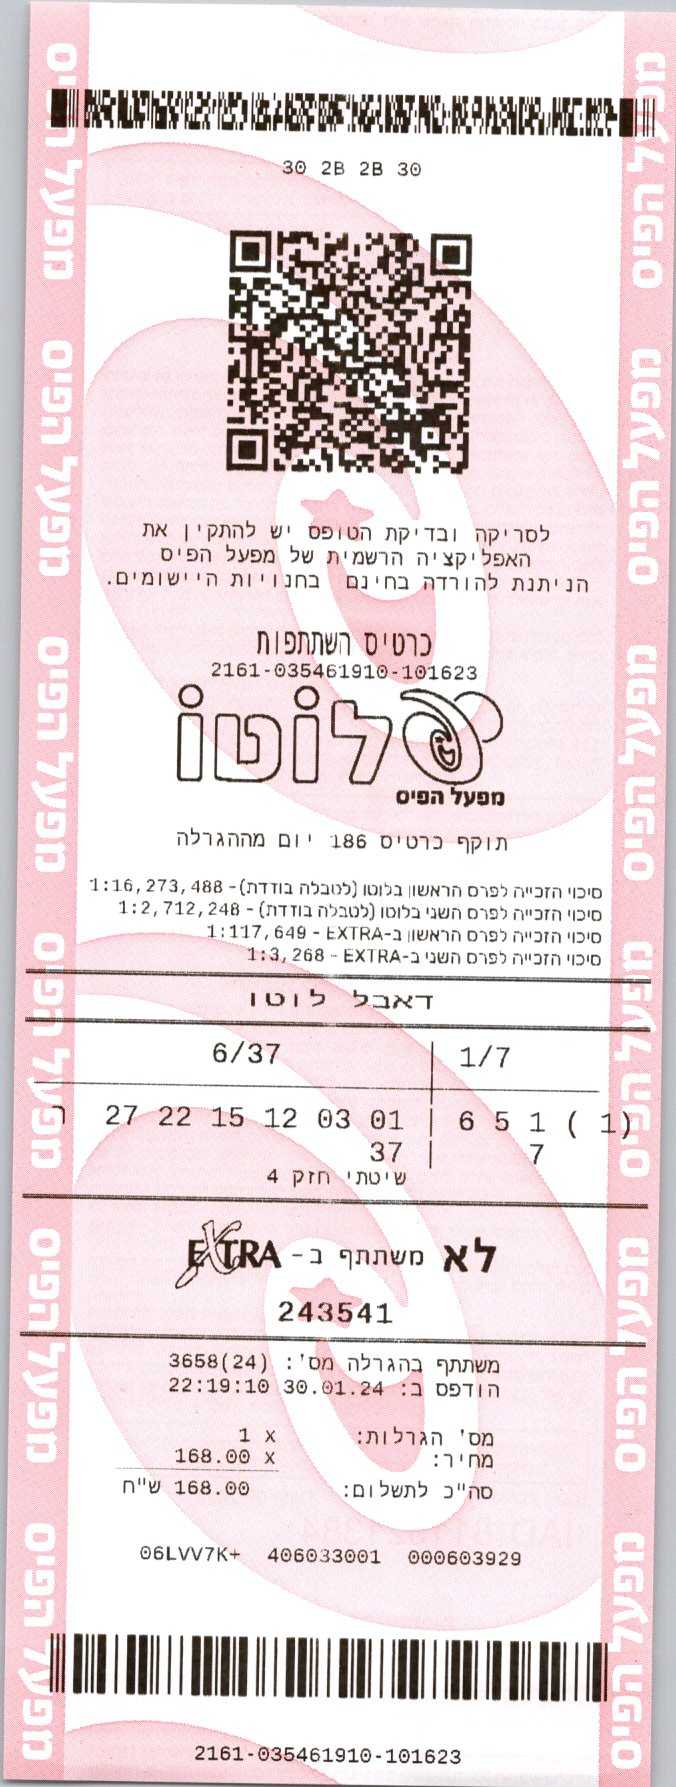 30 2B 2B 30
לסריקה ובדיקת הטופס יש להתקין את
האפליקציה הרשמית של מפעל הפיס
הניתנת להורדה בחינם בחנויות היישומים.
כרטיס השתתפות
2161-035461910-101623
לוטו
מפעל הפיס
תוקף כרטיס 186 יום מההגרלה
סיכוי הזכייה לפרס הראשון בלוטו (לטבלה בודדת) - 1:16,273,488
סיכוי הזכייה לפרס השני בלוטו (לטבלה בודדת) - 1:2,712,248
סיכוי הזכייה לפרס הראשון ב-EXTRA - 1:117,649
סיכוי הזכייה לפרס השני ב-EXTRA - 1:3,268
דאבל לוטו
6/37 | 1/7
27 22 15 12 03 01 | 6 5 1 ( 1)
37 | 7
שיטתי חזק 4
לא משתתף ב- EXTRA
243541
משתתף בהגרלה מס': 3658(24)
הודפס ב: 30.01.24 22:19:10
מס' הגרלות: x 1
מחיר: x 168.00
סה"כ לתשלום: 168.00 ש"ח
06LVV7K+ 406033001 000603929
2161-035461910-101623
מפעל הפיס
מפעל הפיס
מפעל הפיס
מפעל הפיס
מפעל הפיס
מפעל הפיס
מפעל הפיס
מפעל הפיס
מפעל הפיס
מפעל הפיס
מפעל הפיס
מפעל הפיס